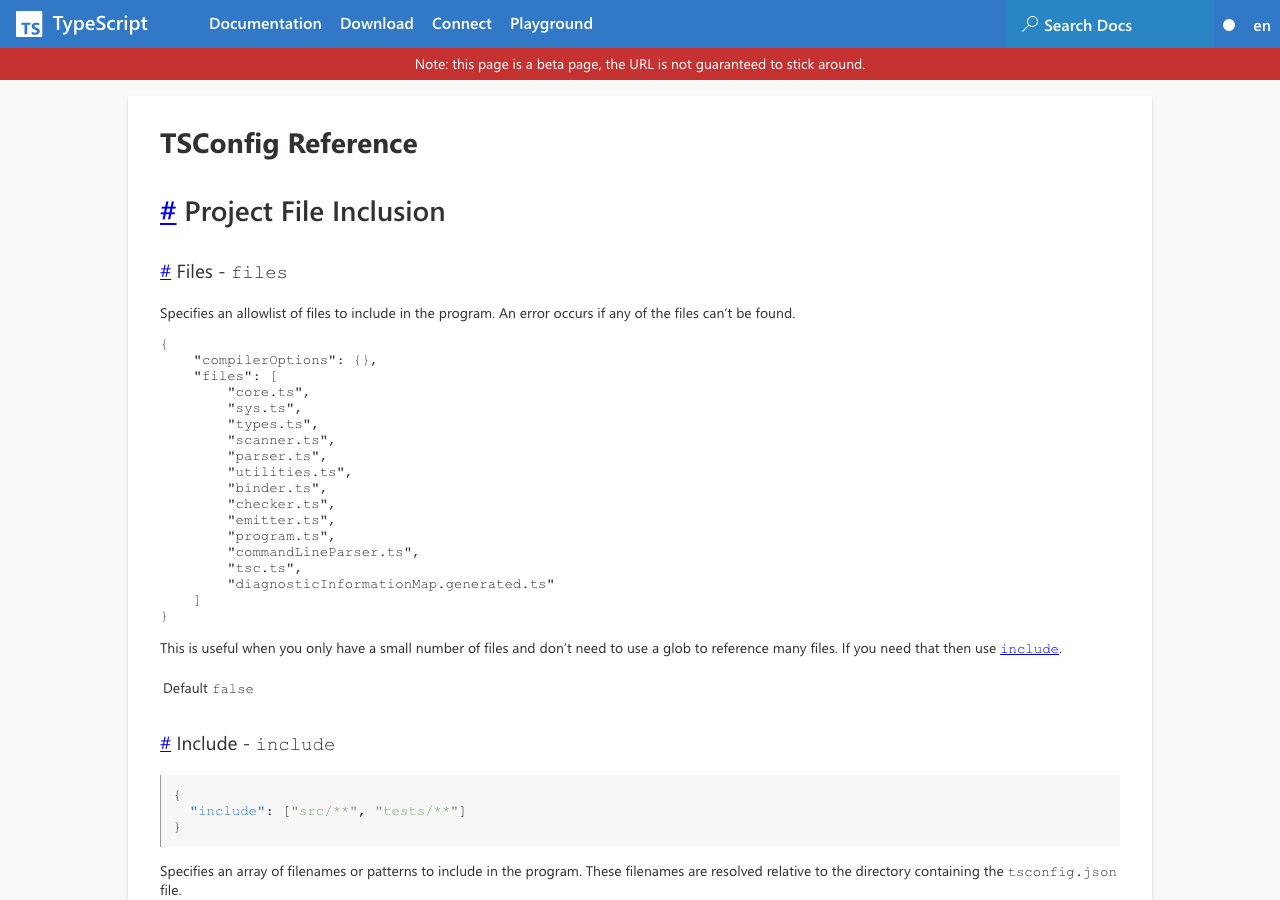 TS TypeScript Documentation Download Connect Playground Search Docs en
Note: this page is a beta page, the URL is not guaranteed to stick around.
TSConfig Reference
# Project File Inclusion
# Files - files
Specifies an allowlist of files to include in the program. An error occurs if any of the files can’t be found.
{
    "compilerOptions": {},
    "files": [
        "core.ts",
        "sys.ts",
        "types.ts",
        "scanner.ts",
        "parser.ts",
        "utilities.ts",
        "binder.ts",
        "checker.ts",
        "emitter.ts",
        "program.ts",
        "commandLineParser.ts",
        "tsc.ts",
        "diagnosticInformationMap.generated.ts"
    ]
}
This is useful when you only have a small number of files and don’t need to use a glob to reference many files. If you need that then use include.
Default false
# Include - include
{
  "include": ["src/**", "tests/**"]
}
Specifies an array of filenames or patterns to include in the program. These filenames are resolved relative to the directory containing the tsconfig.json
file.